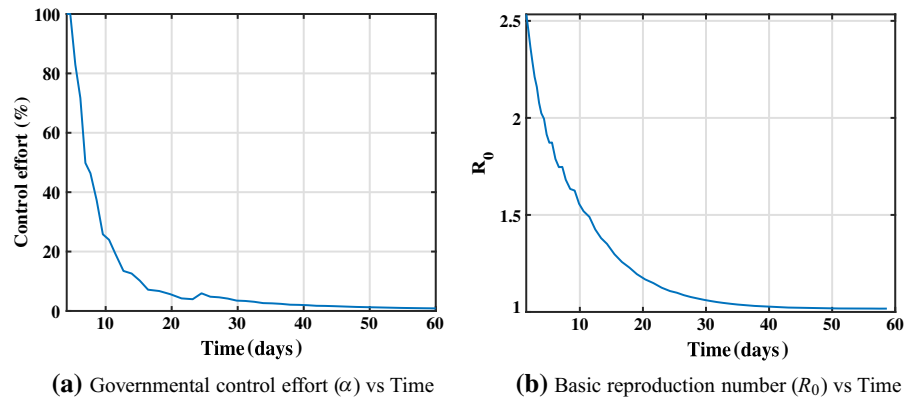 100
80
60
40
20
0
Control effort (%)
10 20 30 40 50 60
Time (days)
(a) Governmental control effort (α) vs Time
2.5
2
1.5
1
R0
10 20 30 40 50 60
Time (days)
(b) Basic reproduction number (R0) vs Time